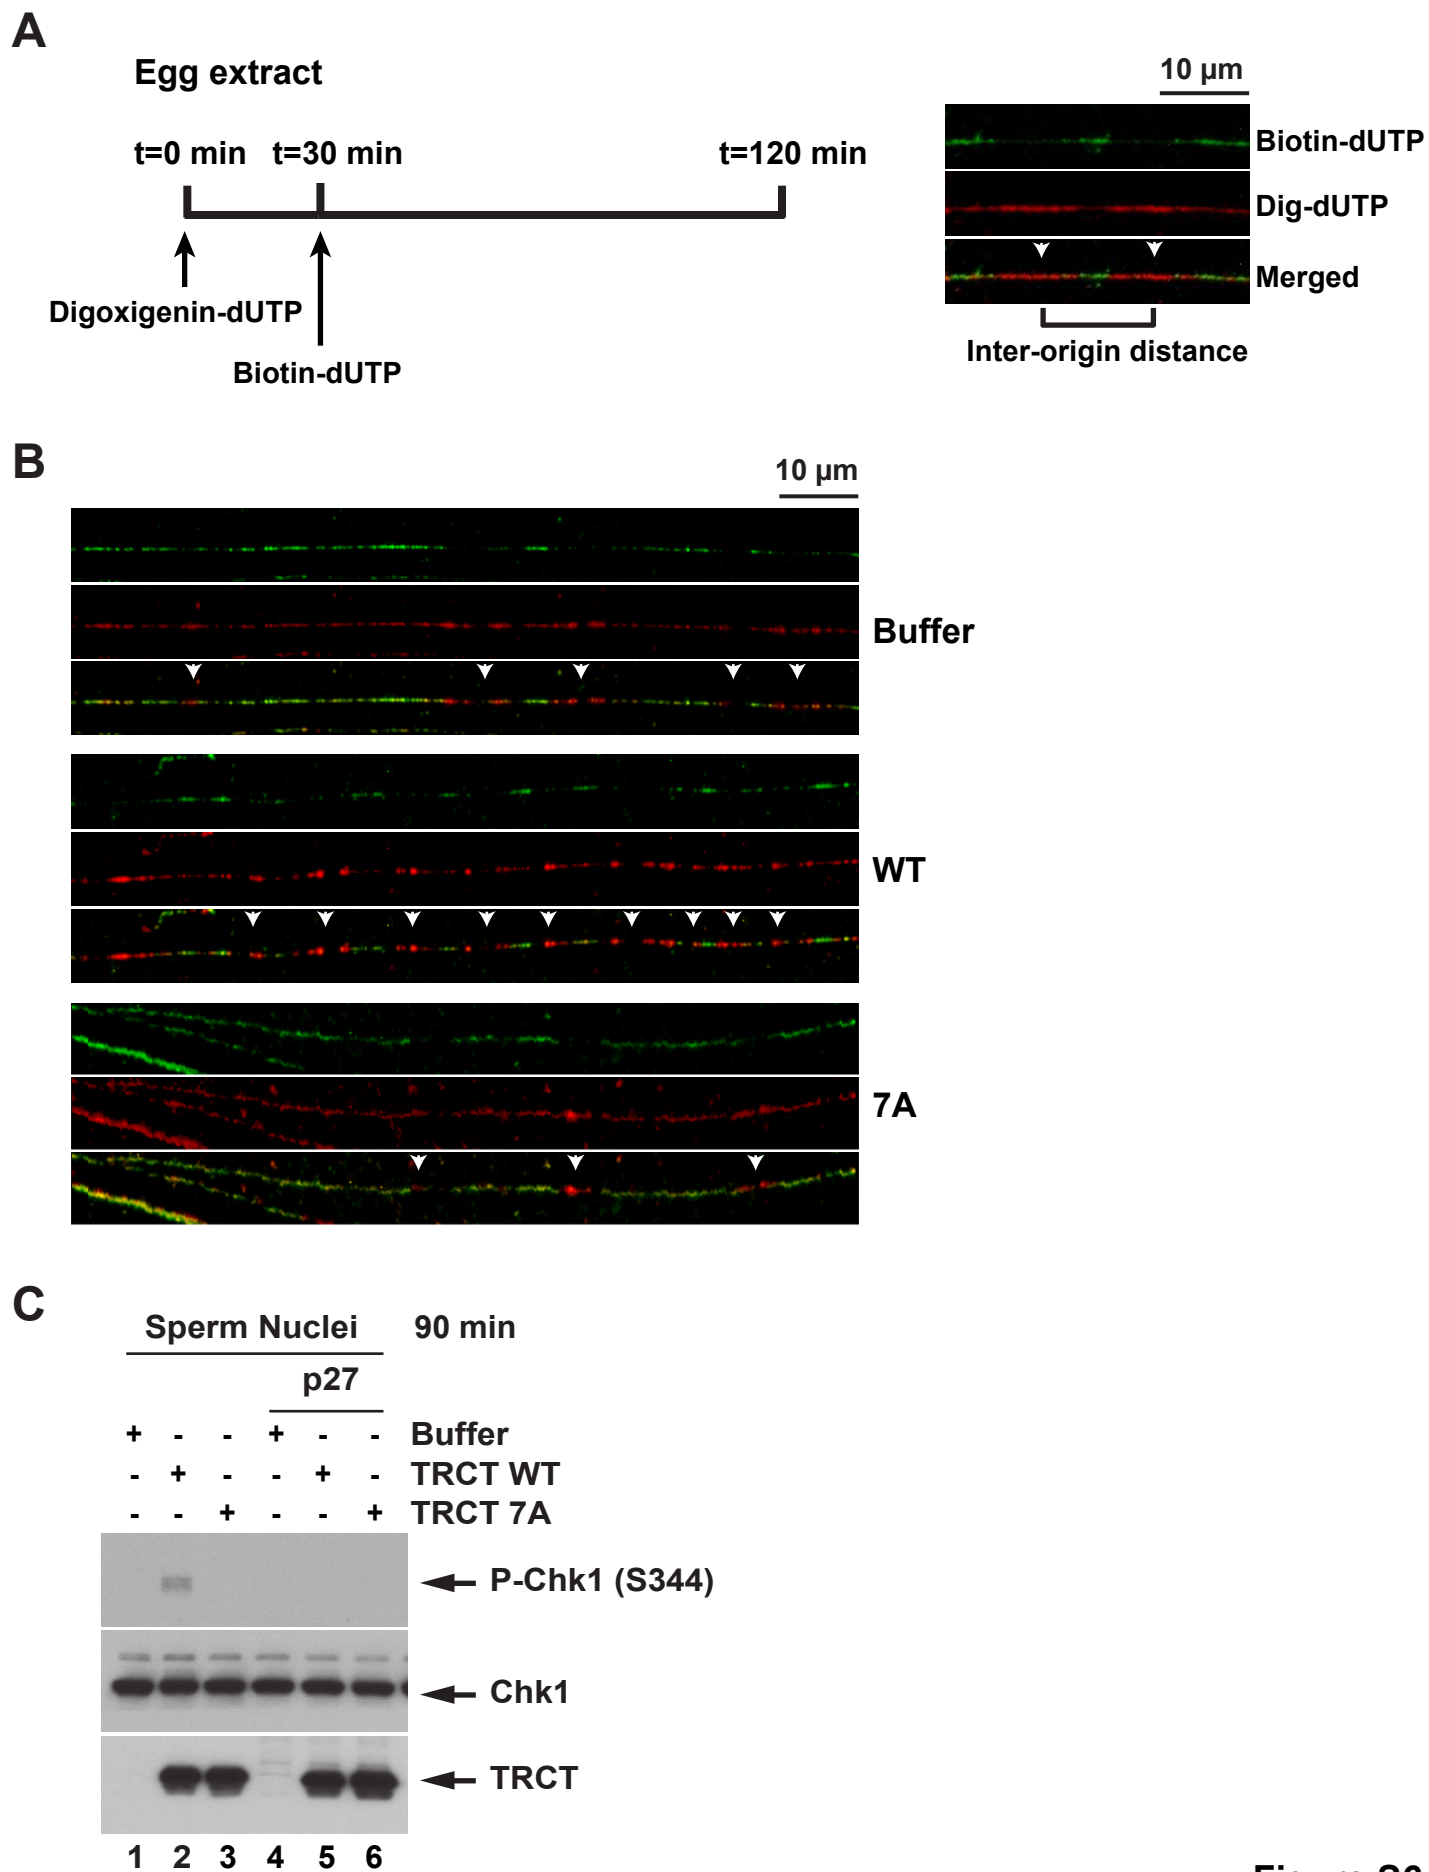 A
Egg extract
t=0 min t=30 min t=120 min
Digoxigenin-dUTP
Biotin-dUTP
10 µm
Biotin-dUTP
Dig-dUTP
Merged
Inter-origin distance
B
10 µm
Buffer
WT
7A
C
Sperm Nuclei 90 min
p27
+ - - + - - Buffer
- + - - + - TRCT WT
- - + - - + TRCT 7A
P-Chk1 (S344)
Chk1
TRCT
1 2 3 4 5 6